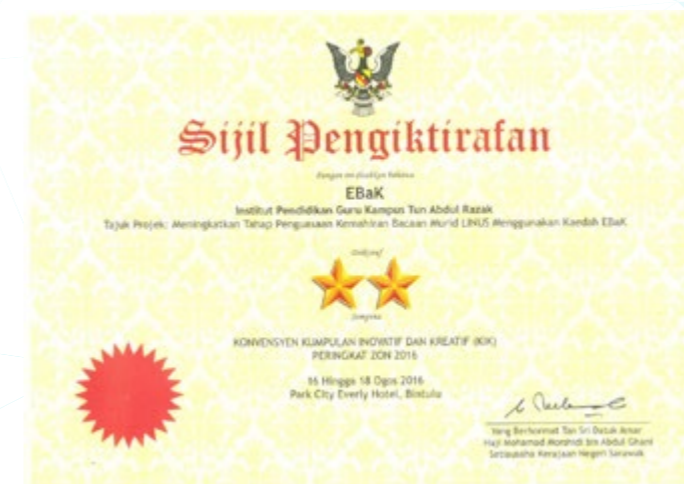 Sijil Pengiktirafan
Dengan ini disahkan bahawa
EBaK
Institut Pendidikan Guru Kampus Tun Abdul Razak
Tajuk Projek: Meningkatkan Tahap Penguasaan Kemahiran Bacaan Murid LINUS Menggunakan Kaedah EBaK
sempena
KONVENSYEN KUMPULAN INOVATIF DAN KREATIF (KIK)
PERINGKAT ZON 2016
16 Hingga 18 Ogos 2016
Park City Everly Hotel, Bintulu
Yang Berhormat Tan Sri Datuk Amar
Haji Mohamad Morshidi bin Abdul Ghani
Setiausaha Kerajaan Negeri Sarawak